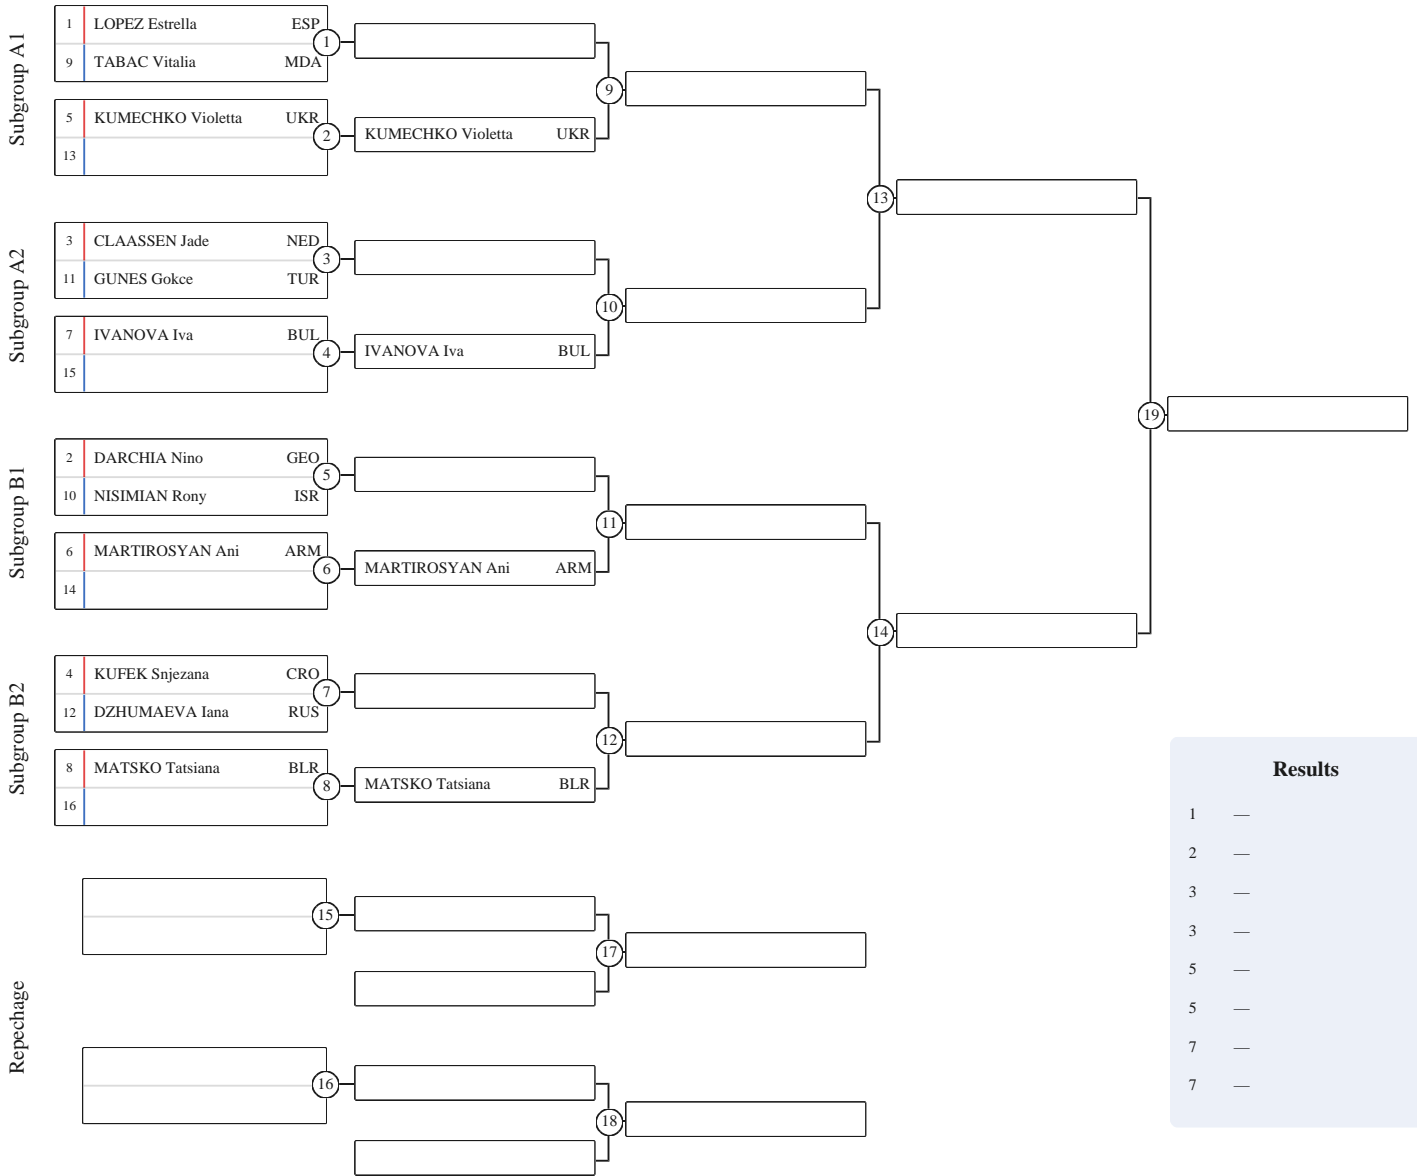 Subgroup A1
1 LOPEZ Estrella ESP
9 TABAC Vitalia MDA
1
5 KUMECHKO Violetta UKR
13
2
KUMECHKO Violetta UKR
9
Subgroup A2
3 CLAASSEN Jade NED
11 GUNES Gokce TUR
3
7 IVANOVA Iva BUL
15
4
IVANOVA Iva BUL
10
13
Subgroup B1
2 DARCHIA Nino GEO
10 NISIMIAN Rony ISR
5
6 MARTIROSYAN Ani ARM
14
6
MARTIROSYAN Ani ARM
11
Subgroup B2
4 KUFEK Snjezana CRO
12 DZHUMAEVA Iana RUS
7
8 MATSKO Tatsiana BLR
16
8
MATSKO Tatsiana BLR
12
14
19
Repechage
15
17
16
18
Results
1 —
2 —
3 —
3 —
5 —
5 —
7 —
7 —